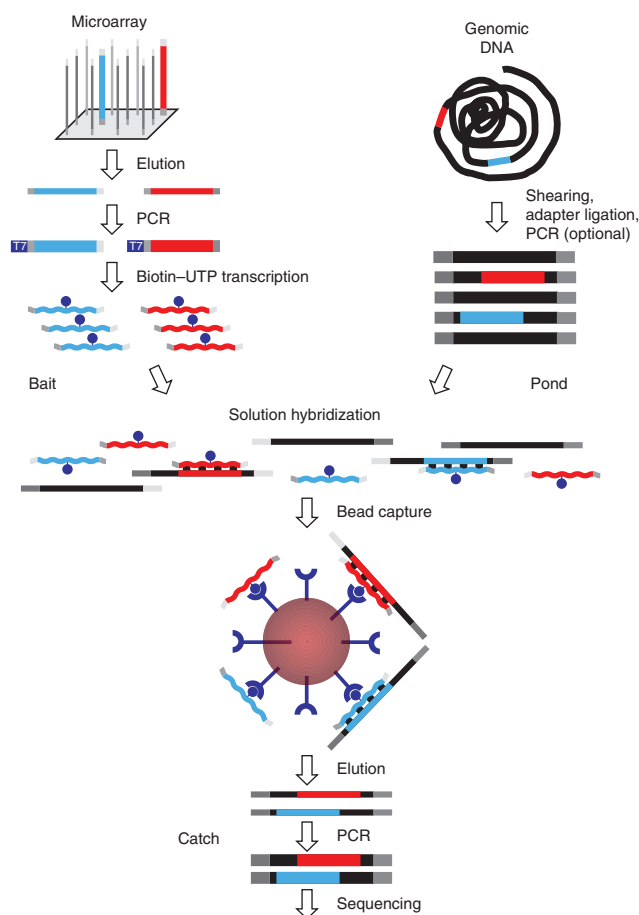 Microarray
Genomic
DNA
Elution
PCR
T7
T7
Biotin–UTP transcription
Shearing,
adapter ligation,
PCR (optional)
Bait
Pond
Solution hybridization
Bead capture
Elution
Catch
PCR
Sequencing